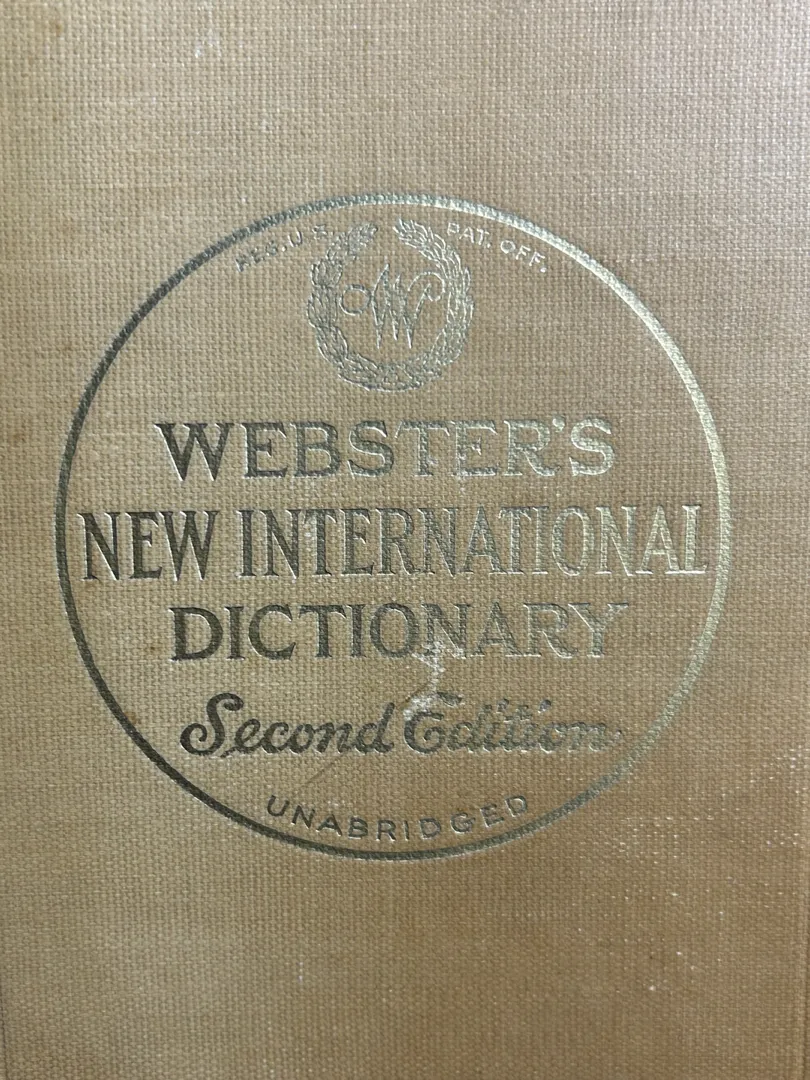 REG. U.S. PAT. OFF.
W
WEBSTER'S
NEW INTERNATIONAL
DICTIONARY
Second Edition
UNABRIDGED